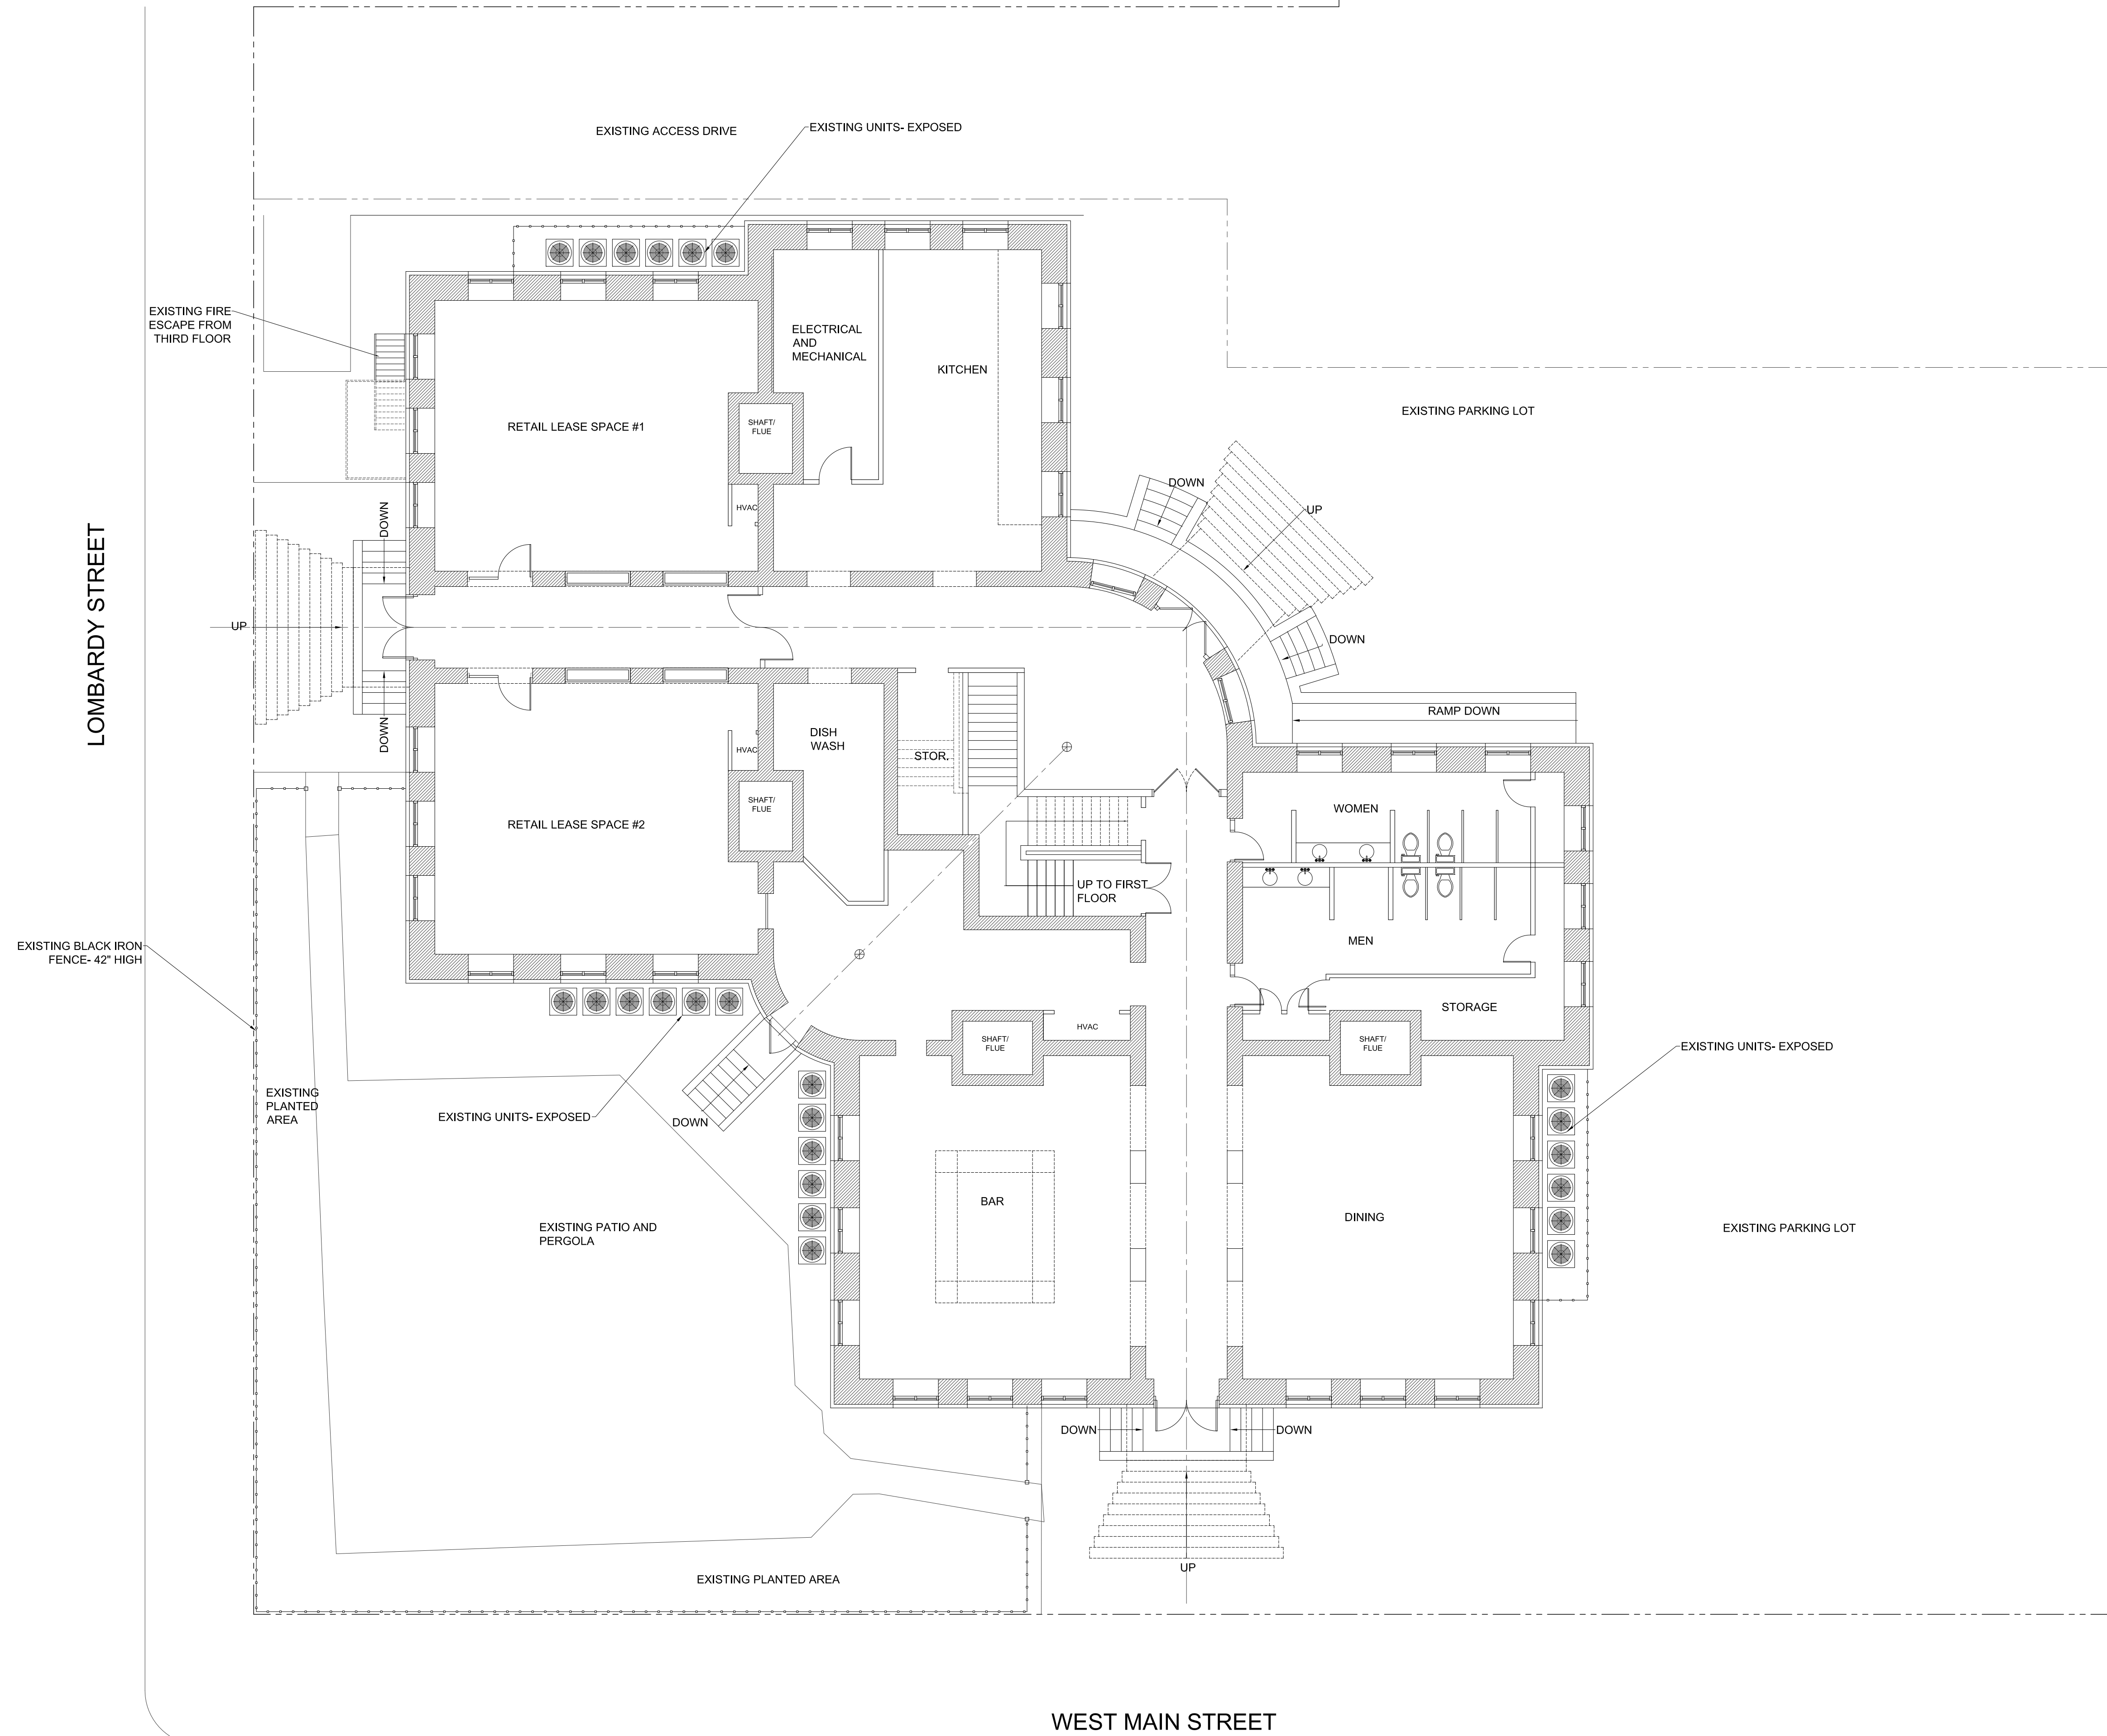 EXISTING ACCESS DRIVE
EXISTING UNITS- EXPOSED
EXISTING FIRE
ESCAPE FROM
THIRD FLOOR
ELECTRICAL
AND
MECHANICAL
KITCHEN
EXISTING PARKING LOT
RETAIL LEASE SPACE #1
SHAFT/
FLUE
HVAC
DOWN
DOWN
UP
LOMBARDY STREET
UP
DOWN
DOWN
RAMP DOWN
DISH
WASH
HVAC
STOR.
SHAFT/
FLUE
RETAIL LEASE SPACE #2
WOMEN
UP TO FIRST
FLOOR
MEN
EXISTING BLACK IRON
FENCE- 42" HIGH
STORAGE
HVAC
SHAFT/
FLUE
SHAFT/
FLUE
EXISTING UNITS- EXPOSED
EXISTING
PLANTED
AREA
EXISTING UNITS- EXPOSED
DOWN
BAR
DINING
EXISTING PATIO AND
PERGOLA
EXISTING PARKING LOT
DOWN
DOWN
UP
EXISTING PLANTED AREA
WEST MAIN STREET